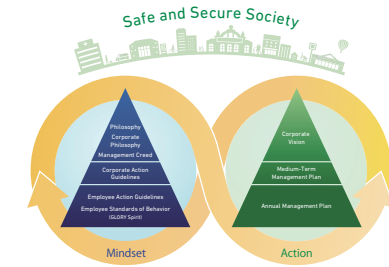 Safe and Secure Society
Philosophy
Corporate
Philosophy
Management Creed
Corporate Action
Guidelines
Employee Action Guidelines
Employee Standards of Behavior
(GLORY Spirit)
Mindset
Corporate
Vision
Medium-Term
Management Plan
Annual Management Plan
Action